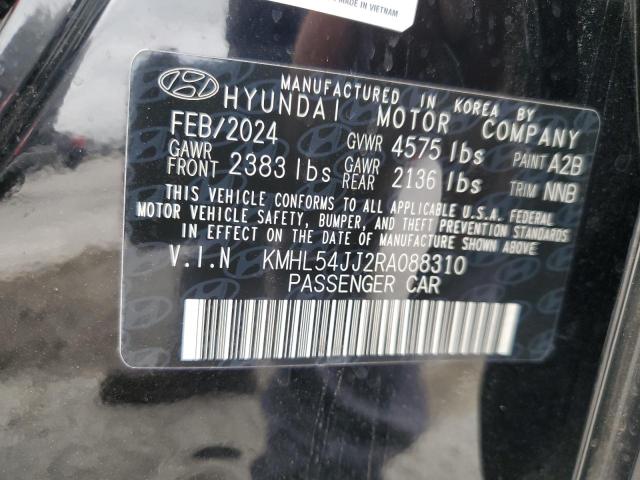 MADE IN VIETNAM
MANUFACTURED IN KOREA BY
HYUNDAI MOTOR COMPANY
FEB/2024 GVWR 4575 lbs PAINT A2B
GAWR FRONT 2383 lbs GAWR REAR 2136 lbs TRIM NNB
THIS VEHICLE CONFORMS TO ALL APPLICABLE U.S.A. FEDERAL
MOTOR VEHICLE SAFETY, BUMPER, AND THEFT PREVENTION STANDARDS
IN EFFECT ON THE DATE OF MANUFACTURE SHOWN ABOVE.
V.I.N KMHL54JJ2RA088310
PASSENGER CAR